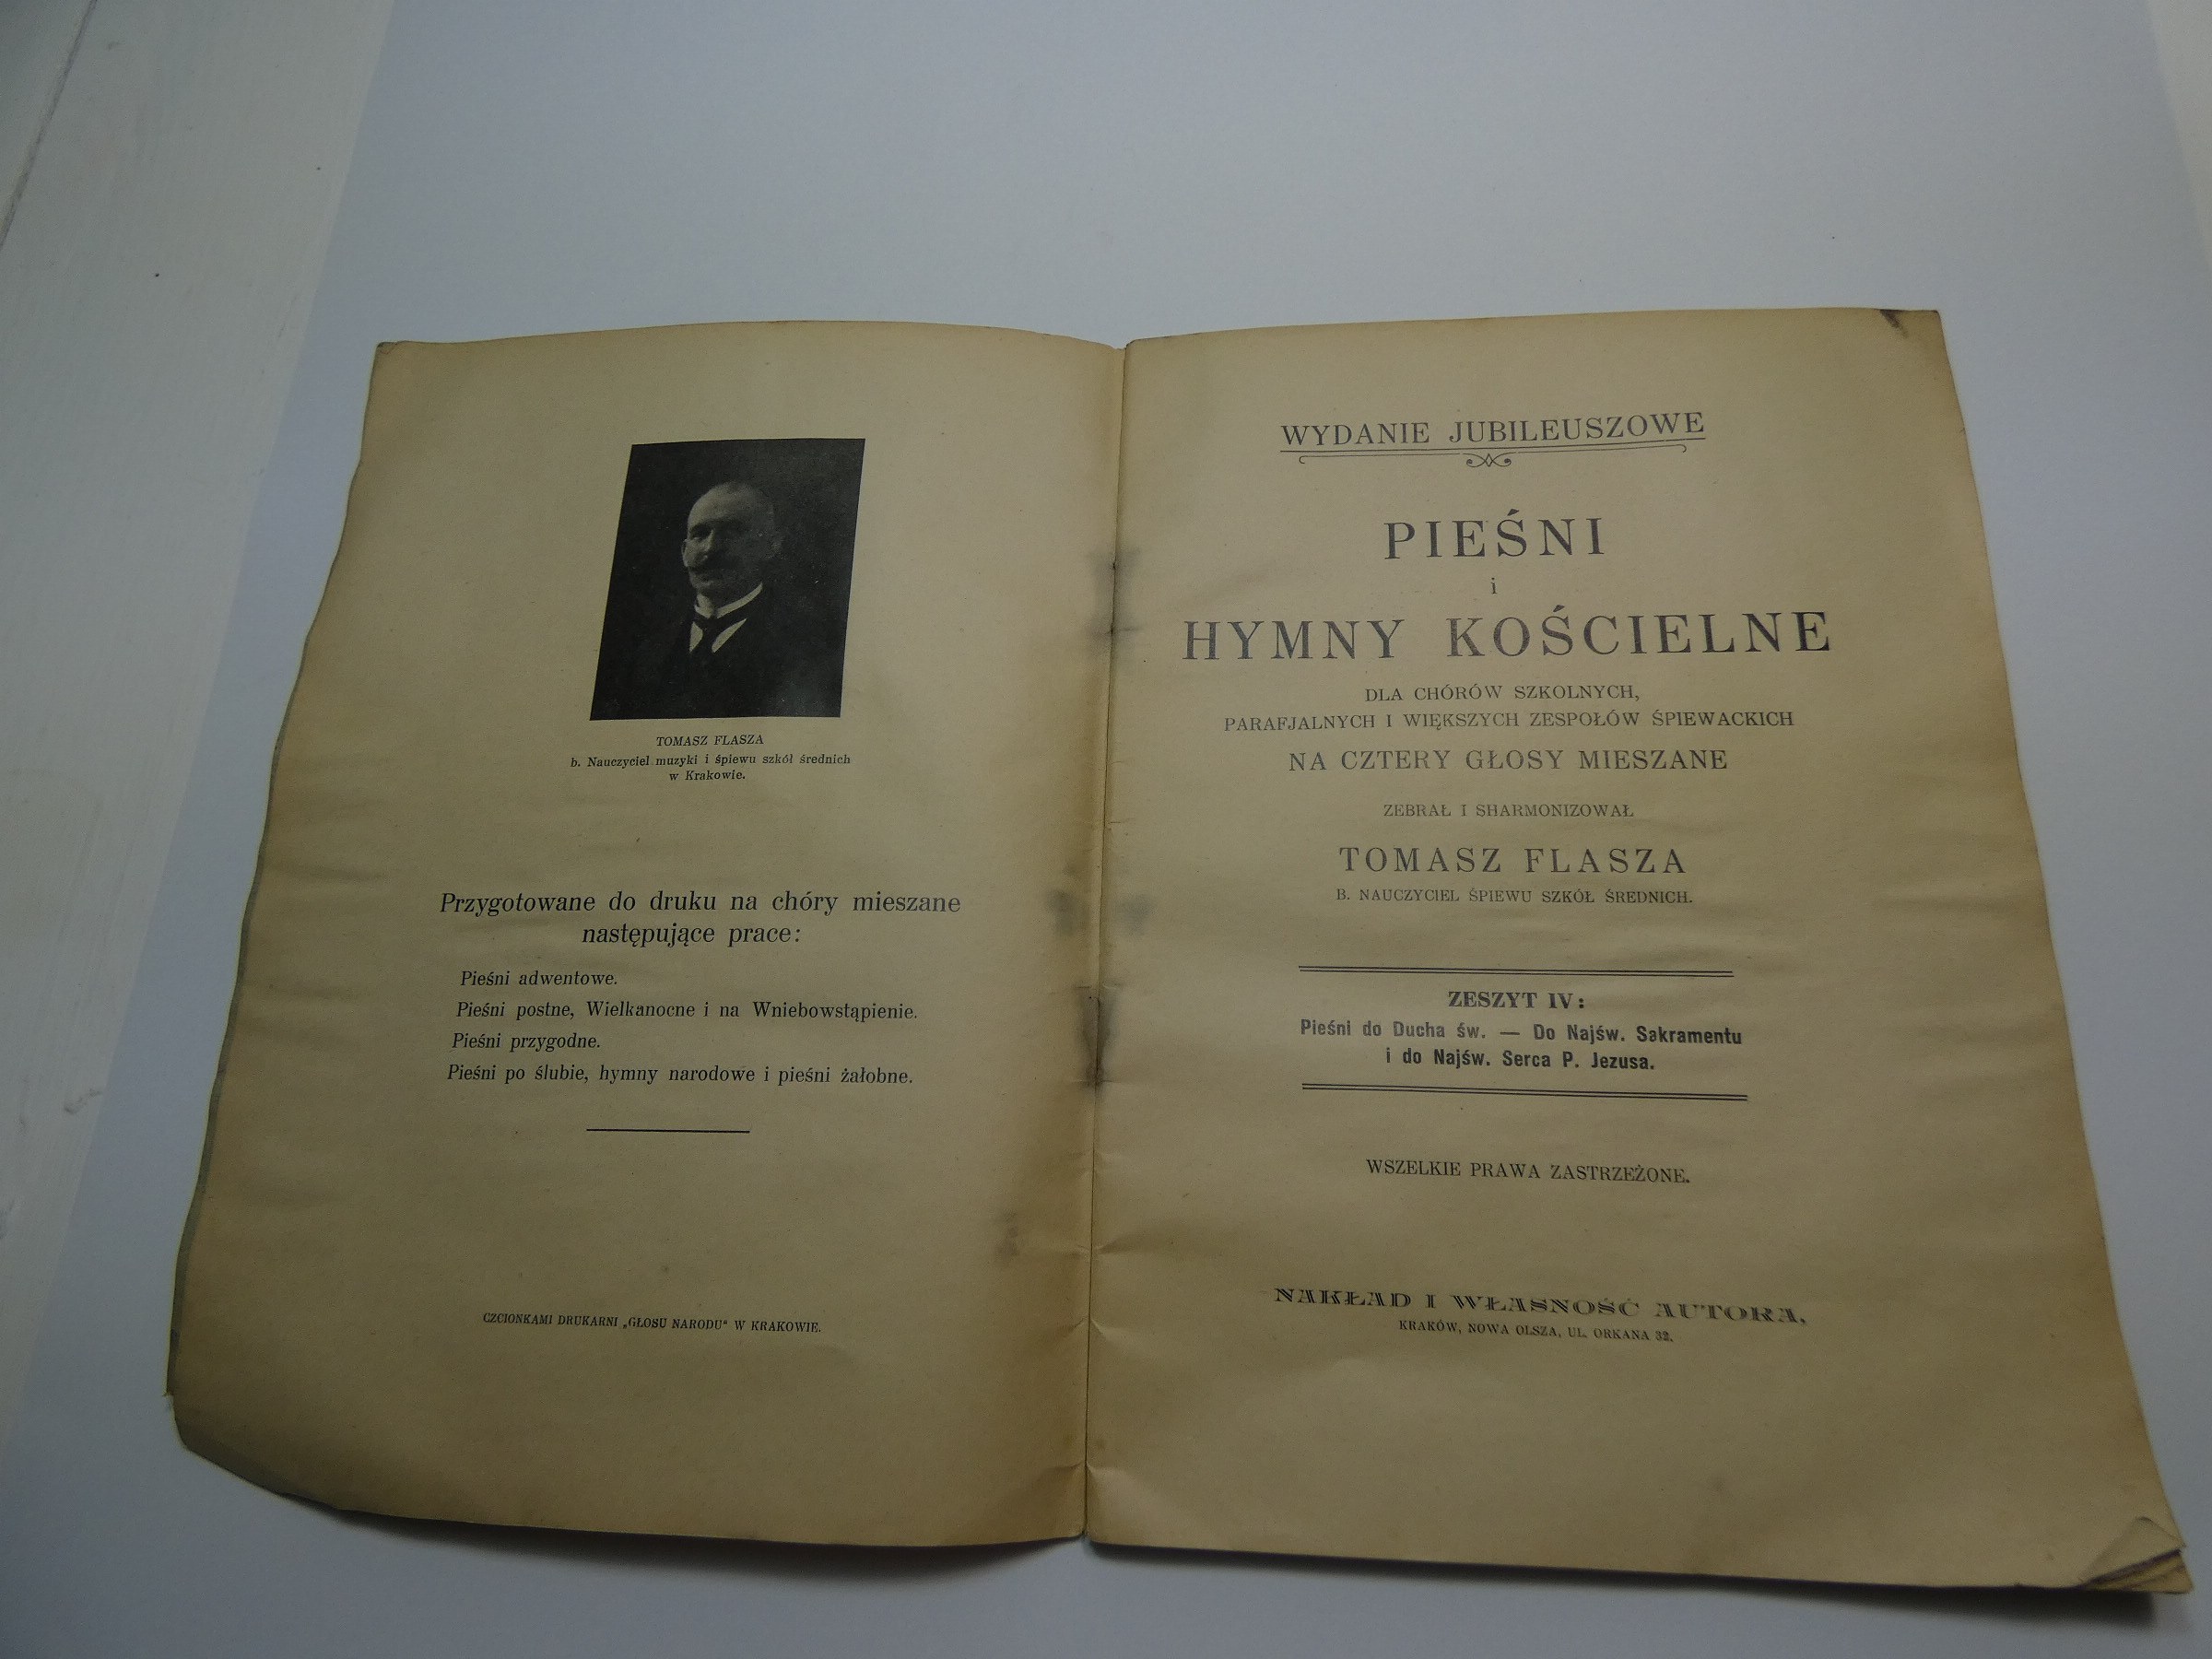 TOMASZ FLASZA
b. Nauczyciel muzyki i śpiewu szkół średnich
w Krakowie.
Przygotowane do druku na chóry mieszane
następujące prace:
Pieśni adwentowe.
Pieśni postne, Wielkanocne i na Wniebowstąpienie.
Pieśni przygodne.
Pieśni po ślubie, hymny narodowe i pieśni żałobne.
CZCIONKAMI DRUKARNI „GŁOSU NARODU" W KRAKOWIE.
WYDANIE JUBILEUSZOWE
PIEŚNI
i
HYMNY KOŚCIELNE
DLA CHÓRÓW SZKOLNYCH,
PARAFJALNYCH I WIĘKSZYCH ZESPOŁÓW ŚPIEWACKICH
NA CZTERY GŁOSY MIESZANE
ZEBRAŁ I SHARMONIZOWAŁ
TOMASZ FLASZA
B. NAUCZYCIEL ŚPIEWU SZKÓŁ ŚREDNICH.
ZESZYT IV:
Pieśni do Ducha św. — Do Najśw. Sakramentu
i do Najśw. Serca P. Jezusa.
WSZELKIE PRAWA ZASTRZEŻONE.
NAKŁAD I WŁASNOŚĆ AUTORA,
KRAKÓW, NOWA OLSZA, UL. ORKANA 32.